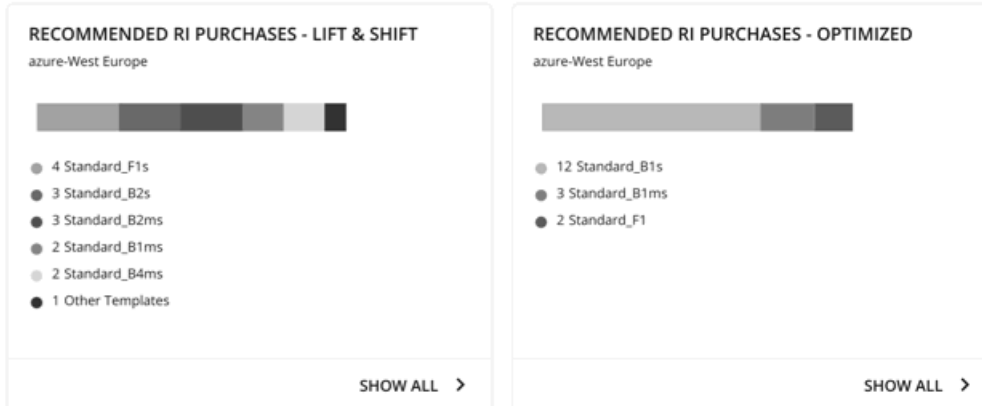 RECOMMENDED RI PURCHASES - LIFT & SHIFT
azure-West Europe
4 Standard_F1s
3 Standard_B2s
3 Standard_B2ms
2 Standard_B1ms
2 Standard_B4ms
1 Other Templates
SHOW ALL
RECOMMENDED RI PURCHASES - OPTIMIZED
azure-West Europe
12 Standard_B1s
3 Standard_B1ms
2 Standard_F1
SHOW ALL